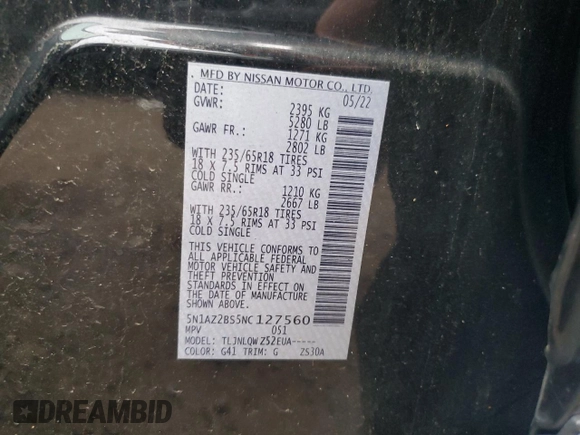 MFD BY NISSAN MOTOR CO., LTD.
DATE: 05/22
GVWR: 2395 KG
5280 LB
GAWR FR.: 1271 KG
2802 LB
WITH 235/65R18 TIRES
18 X 7.5 RIMS AT 33 PSI
COLD SINGLE
GAWR RR.: 1210 KG
2667 LB
WITH 235/65R18 TIRES
18 X 7.5 RIMS AT 33 PSI
COLD SINGLE
THIS VEHICLE CONFORMS TO
ALL APPLICABLE FEDERAL
MOTOR VEHICLE SAFETY AND
THEFT PREVENTION
STANDARDS IN EFFECT ON
THE DATE OF MANUFACTURE
SHOWN ABOVE.
5N1AZ2BS5NC127560
MPV 051
MODEL: TLJNLQWZS2EUA-----
COLOR: G41 TRIM: G ZS30A
DREAMBID